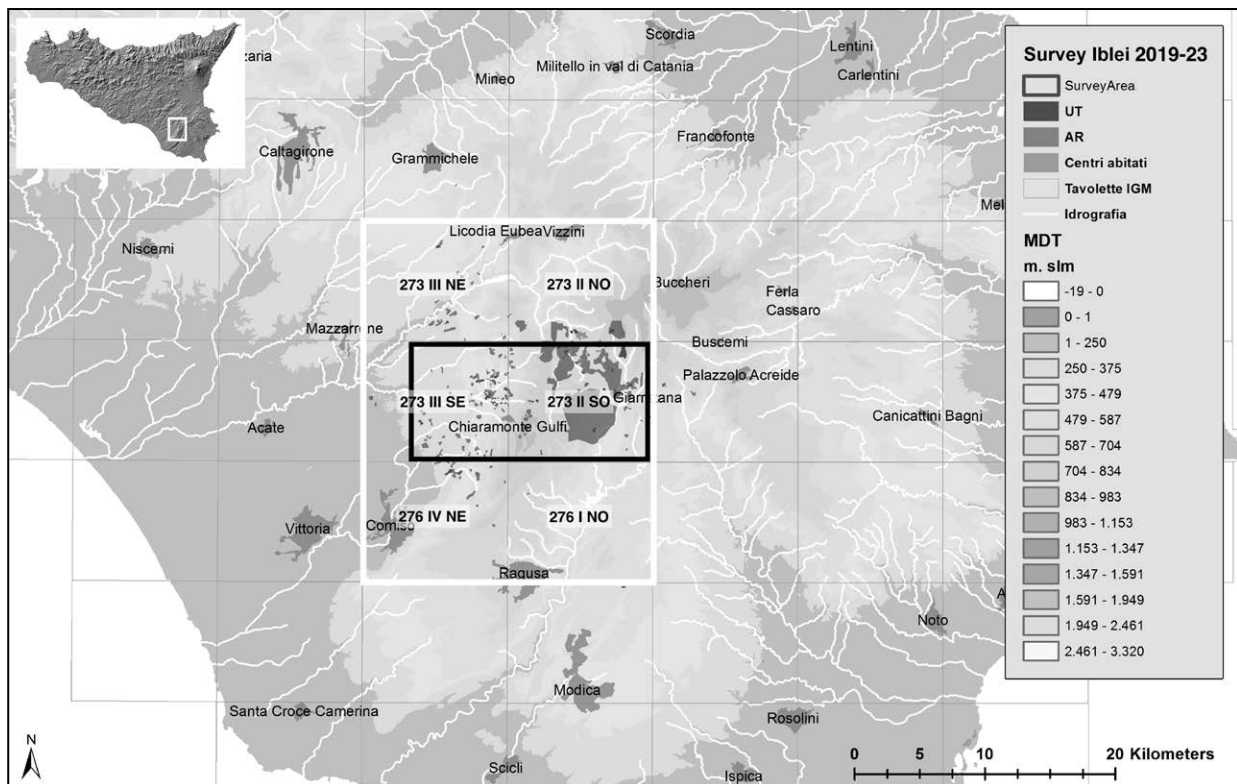 zaria
Scordia
Lentini
Mineo
Militello in val di Catania
Carlentini
Francofonte
Caltagirone
Grammichele
Mel
Niscemi
Licodia Eubea
Vizzini
273 III NE
273 II NO
Buccheri
Ferla
Cassaro
Mazzarrone
Buscemi
Palazzolo Acreide
273 III SE
273 II SO
Giarratana
Canicattini Bagni
Acate
Chiaramonte Gulfi
276 IV NE
276 I NO
Vittoria
Comiso
Ragusa
Noto
A
Modica
Santa Croce Camerina
Rosolini
Scicli
Ispica
N
0 5 10 20 Kilometers
Survey Iblei 2019-23
SurveyArea
UT
AR
Centri abitati
Tavolette IGM
Idrografia
MDT
m. slm
-19 - 0
0 - 1
1 - 250
250 - 375
375 - 479
479 - 587
587 - 704
704 - 834
834 - 983
983 - 1.153
1.153 - 1.347
1.347 - 1.591
1.591 - 1.949
1.949 - 2.461
2.461 - 3.320